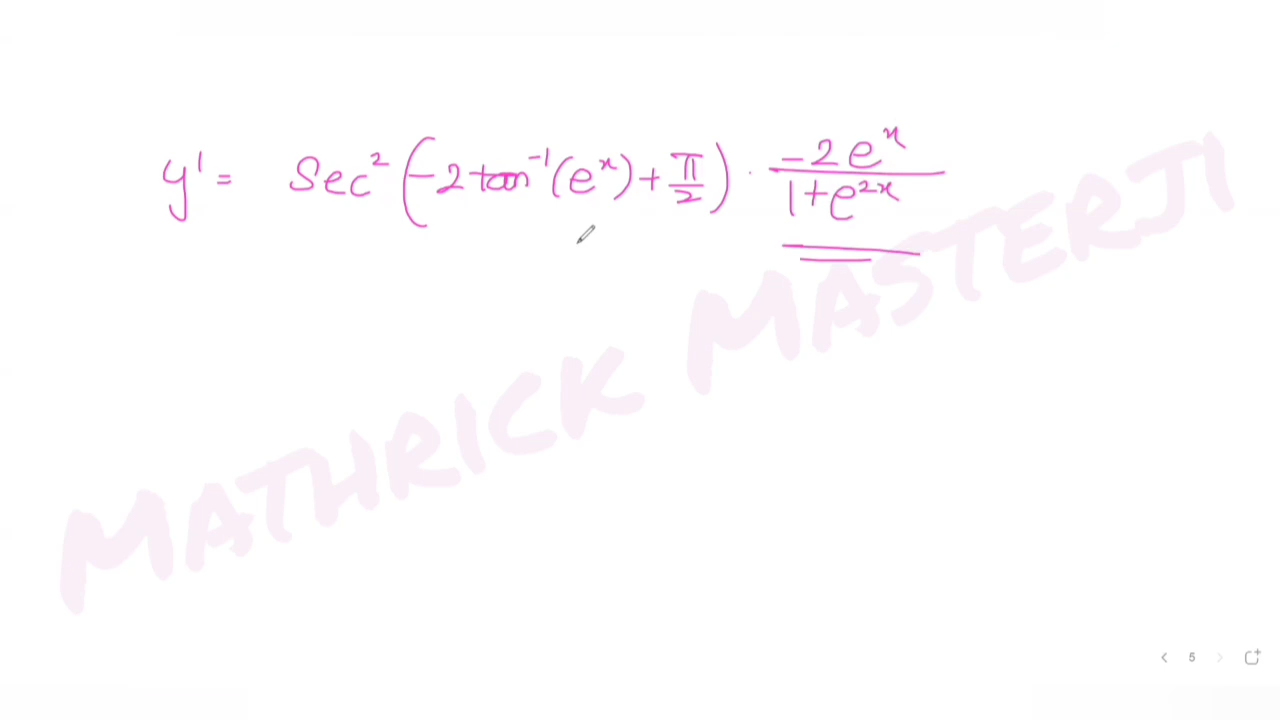 y' = Sec² (-2 tan⁻¹(eˣ) + π/2) · -2eˣ/1+e²ˣ
MATHRICK MASTERJI
5